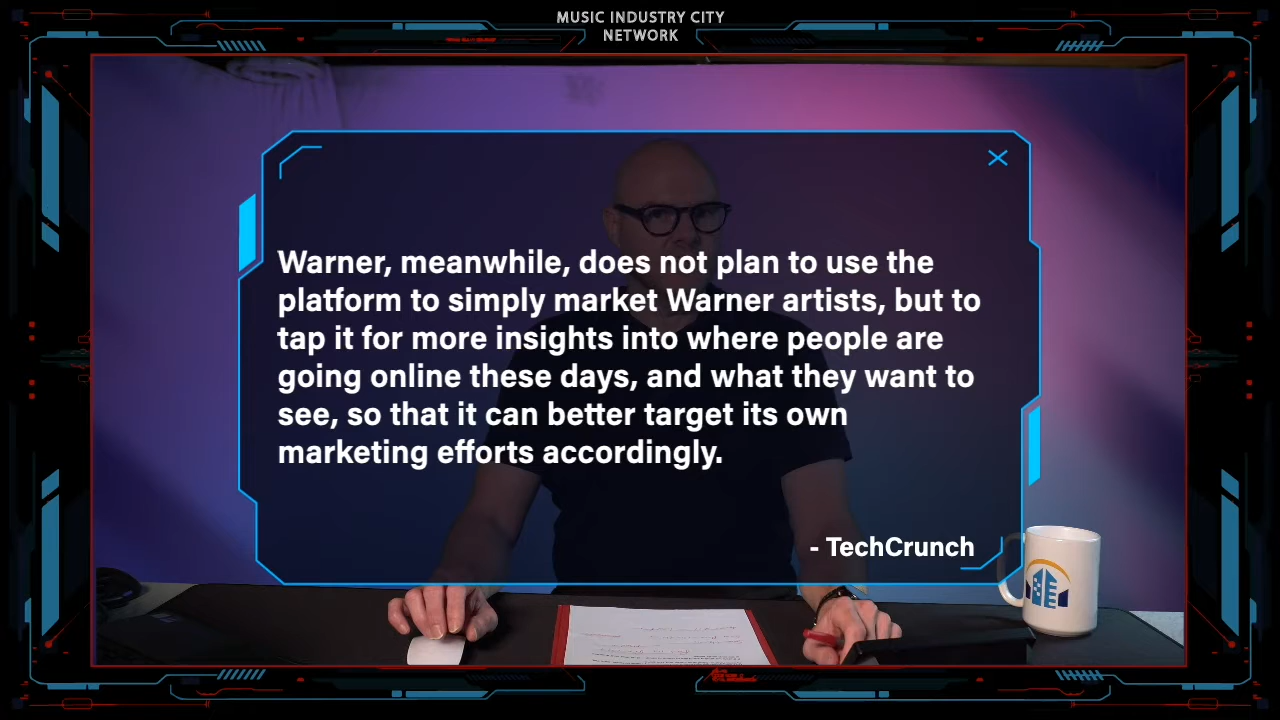 MUSIC INDUSTRY CITY
NETWORK
Warner, meanwhile, does not plan to use the
platform to simply market Warner artists, but to
tap it for more insights into where people are
going online these days, and what they want to
see, so that it can better target its own
marketing efforts accordingly.
- TechCrunch